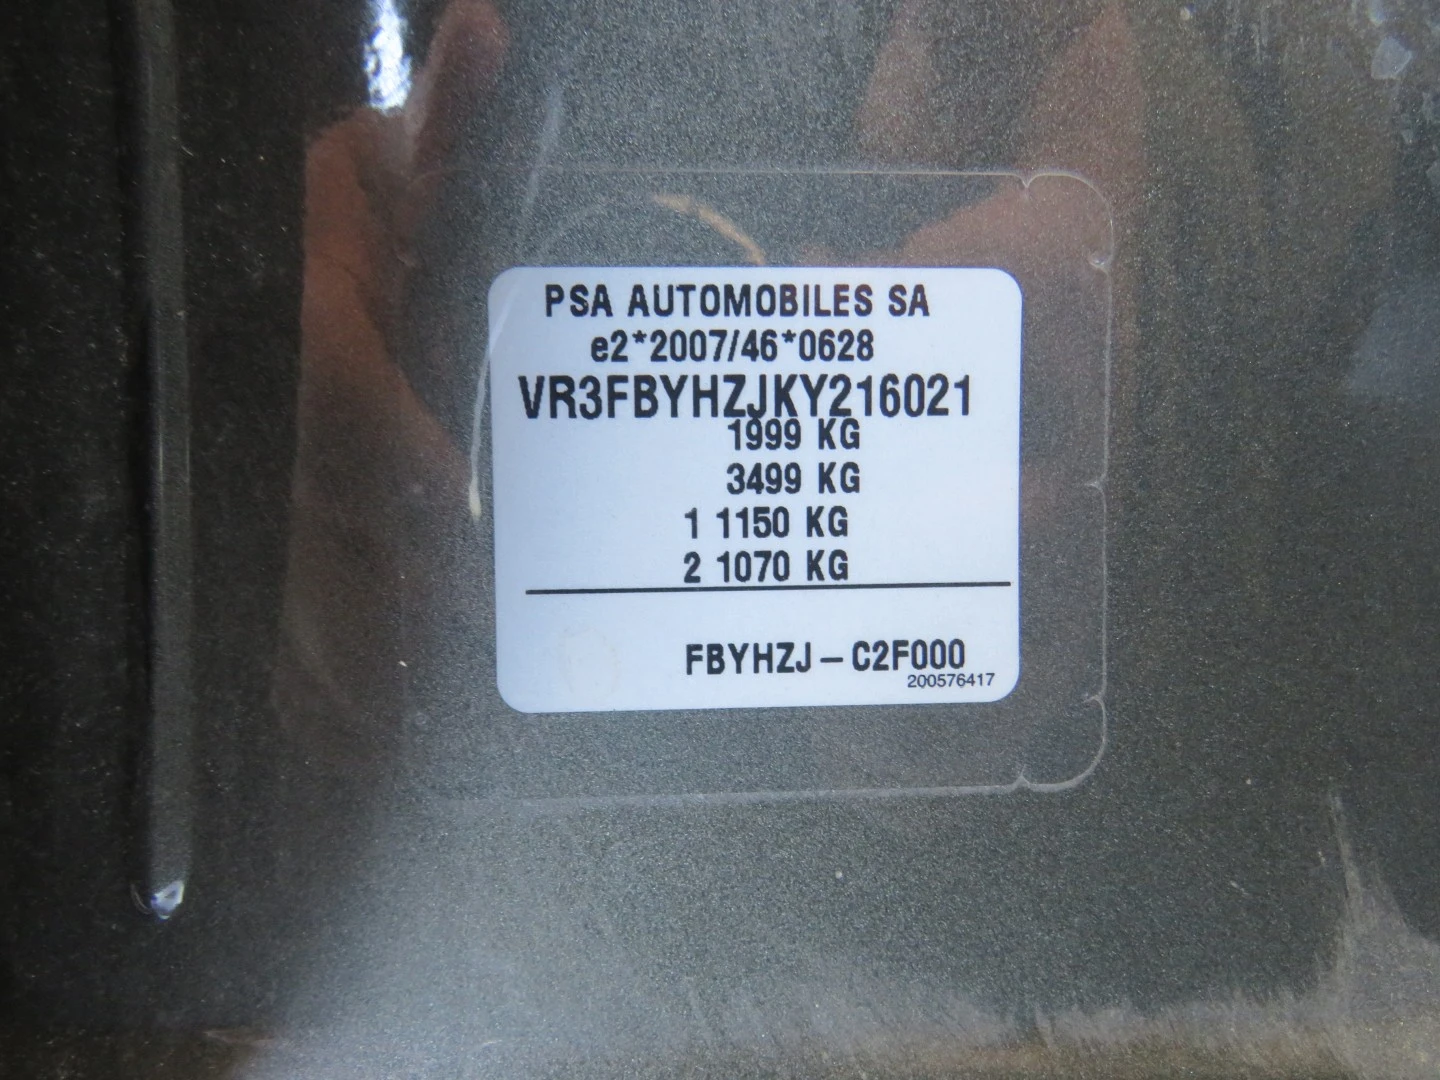 PSA AUTOMOBILES SA
e2*2007/46*0628
VR3FBYHZJKY216021
1999 KG
3499 KG
1 1150 KG
2 1070 KG
FBYHZJ – C2F000
200576417